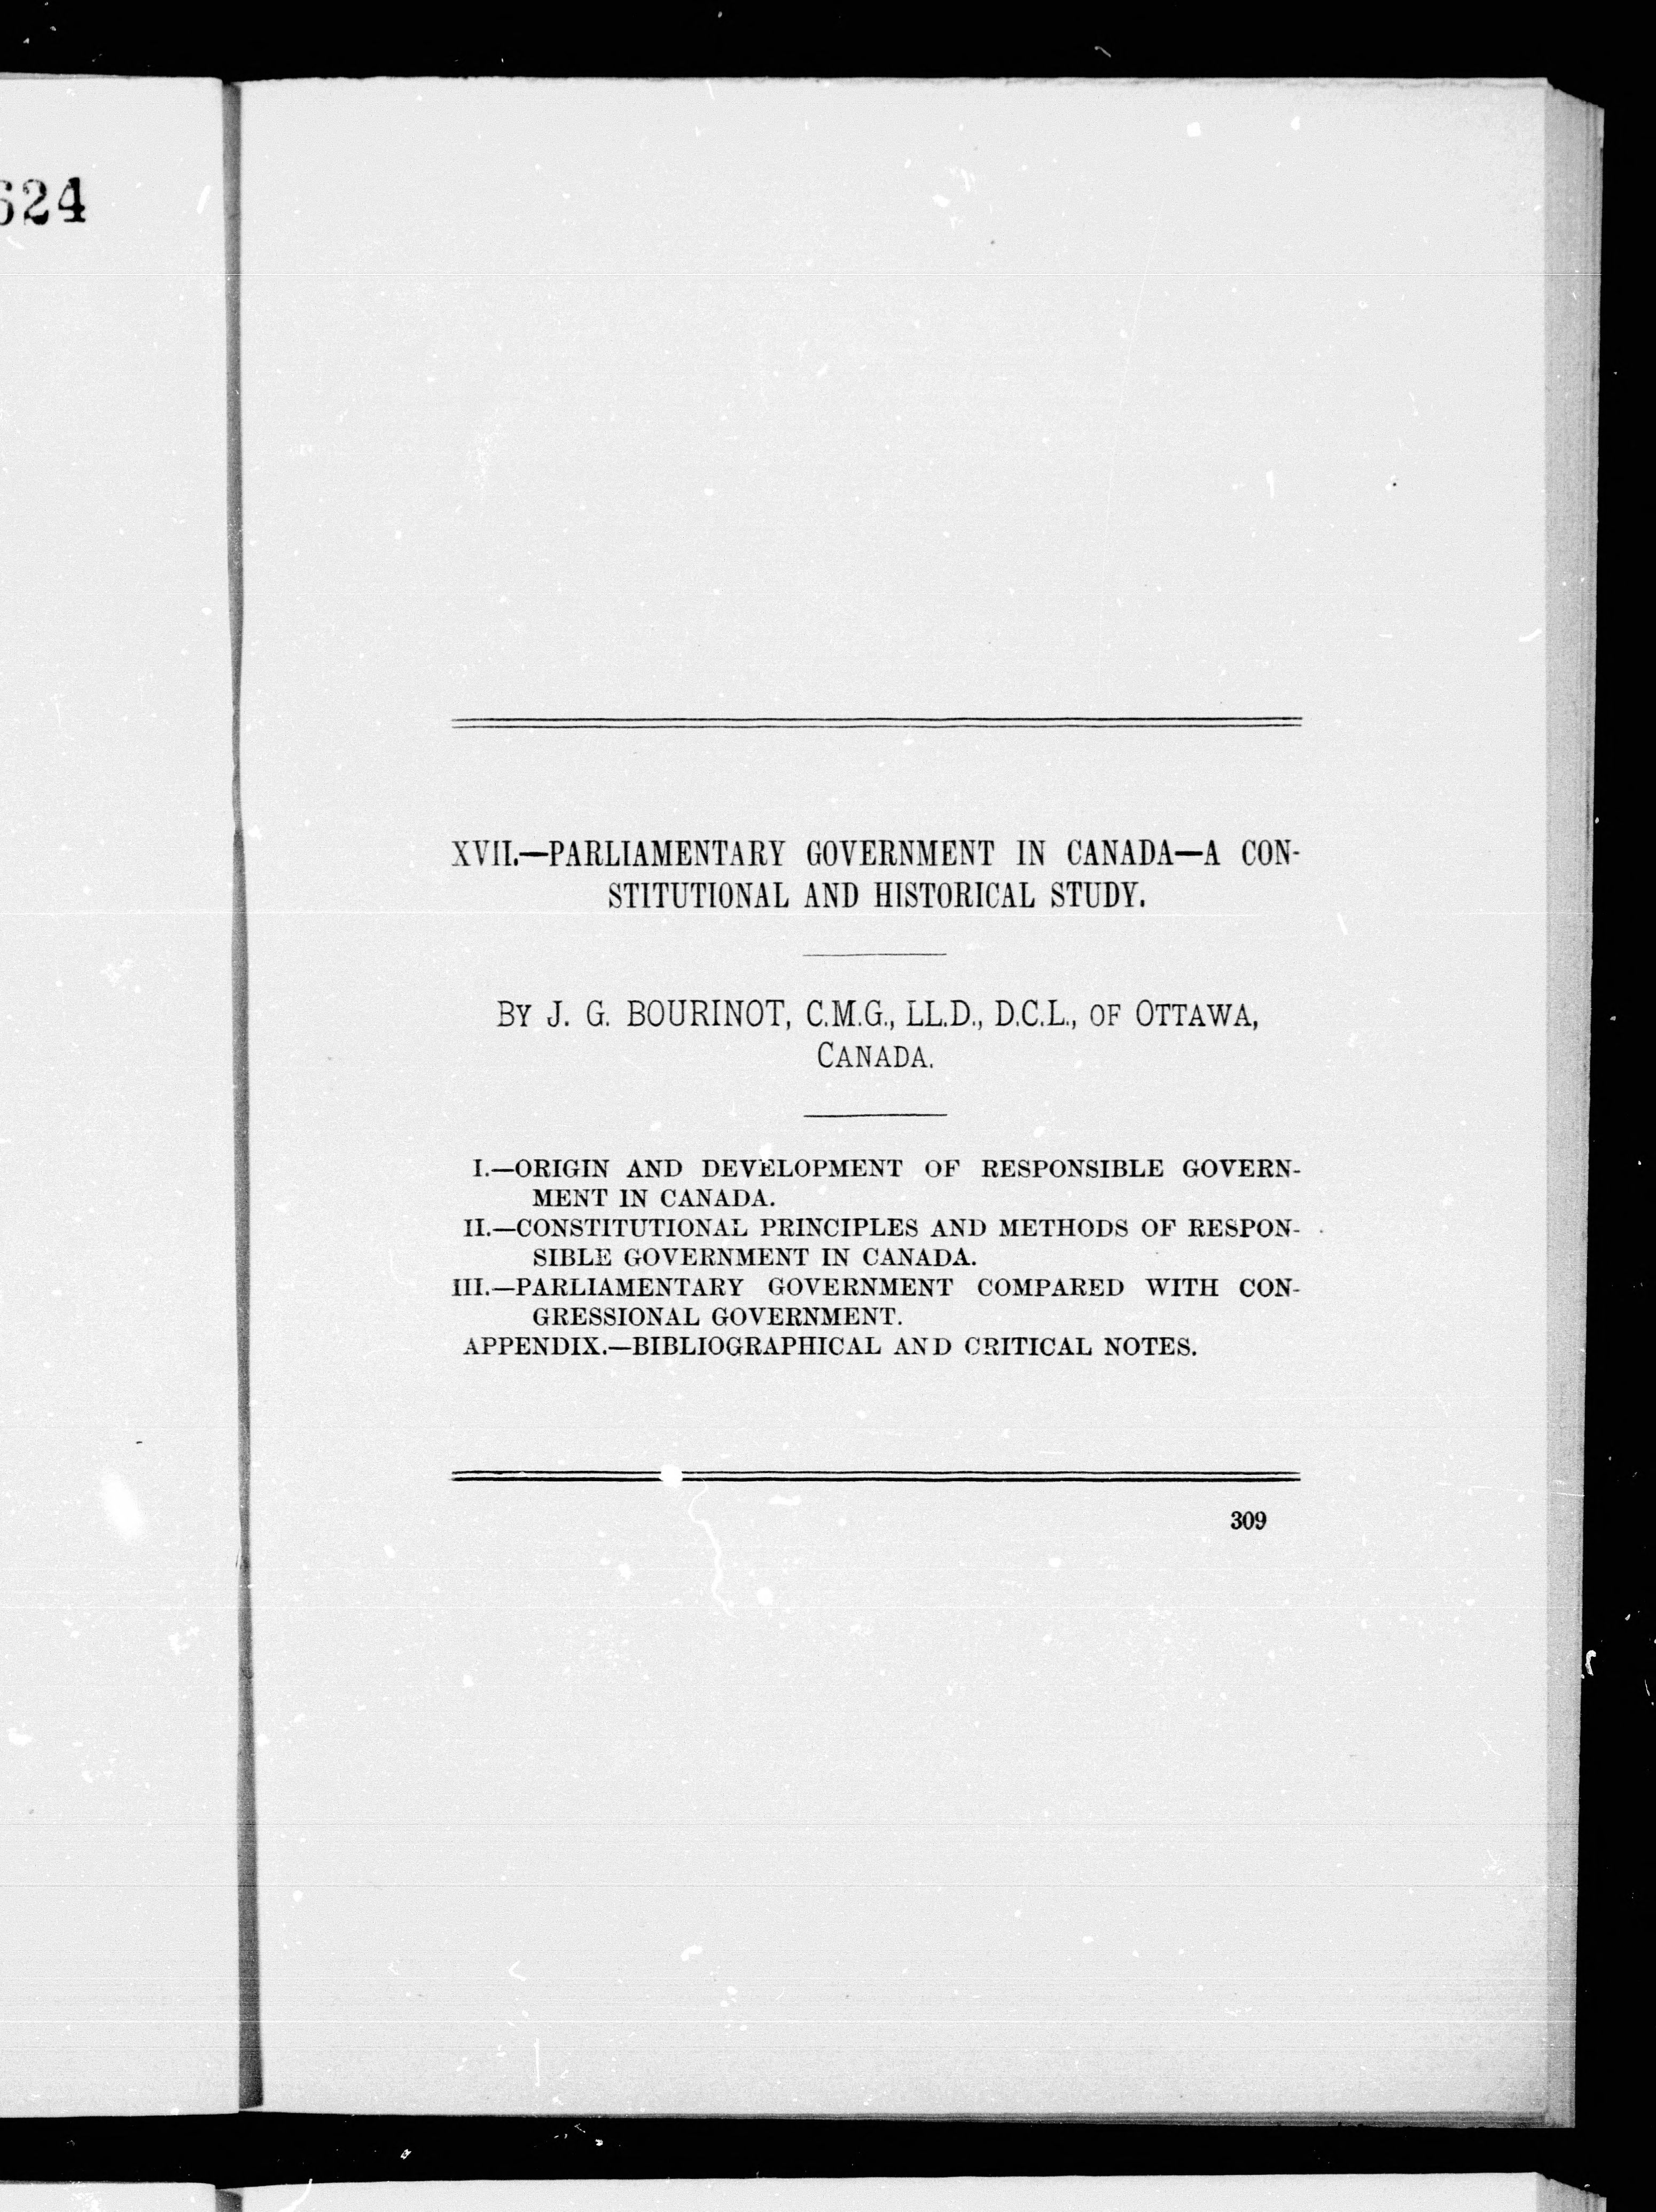 624
XVII.—PARLIAMENTARY GOVERNMENT IN CANADA—A CON-
STITUTIONAL AND HISTORICAL STUDY.
By J. G. BOURINOT, C.M.G., LL.D., D.C.L., of Ottawa,
Canada.
I.—ORIGIN AND DEVELOPMENT OF RESPONSIBLE GOVERN-
MENT IN CANADA.
II.—CONSTITUTIONAL PRINCIPLES AND METHODS OF RESPON-
SIBLE GOVERNMENT IN CANADA.
III.—PARLIAMENTARY GOVERNMENT COMPARED WITH CON-
GRESSIONAL GOVERNMENT.
APPENDIX.—BIBLIOGRAPHICAL AND CRITICAL NOTES.
309